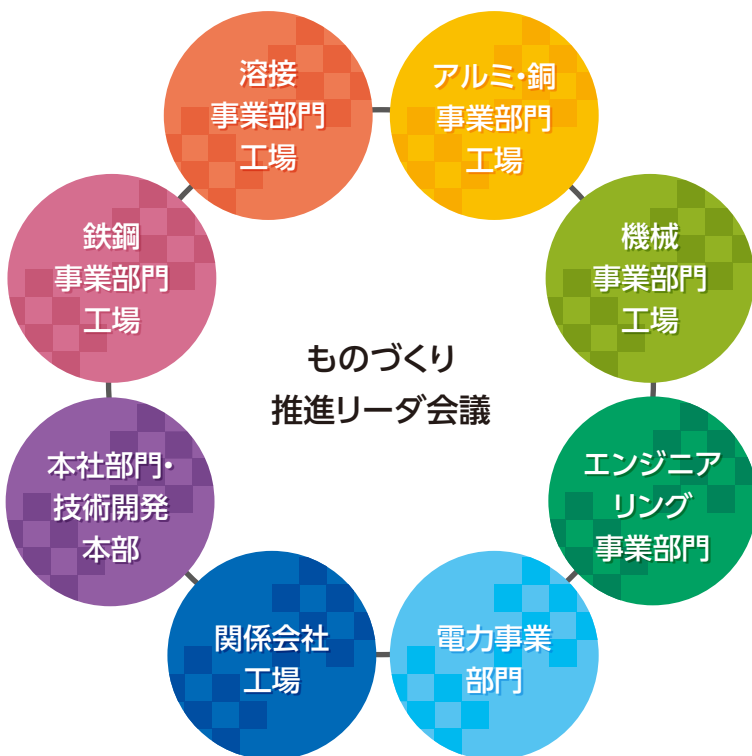 溶接
事業部門
工場
アルミ・銅
事業部門
工場
鉄鋼
事業部門
工場
機械
事業部門
工場
ものづくり
推進リーダ会議
本社部門・
技術開発
本部
エンジニア
リング
事業部門
関係会社
工場
電力事業
部門